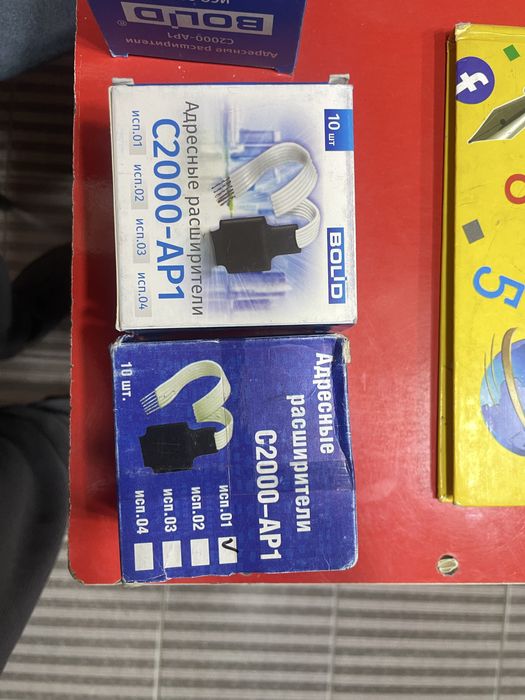 BOLID®
Адресные расширители
С2000-АР1
10 шт
BOLID
Адресные расширители
С2000-АР1
исп.01 исп.02 исп.03 исп.04
Адресные
расширители
С2000-АР1
10 шт.
исп.01
исп.02
исп.03
исп.04
f
5